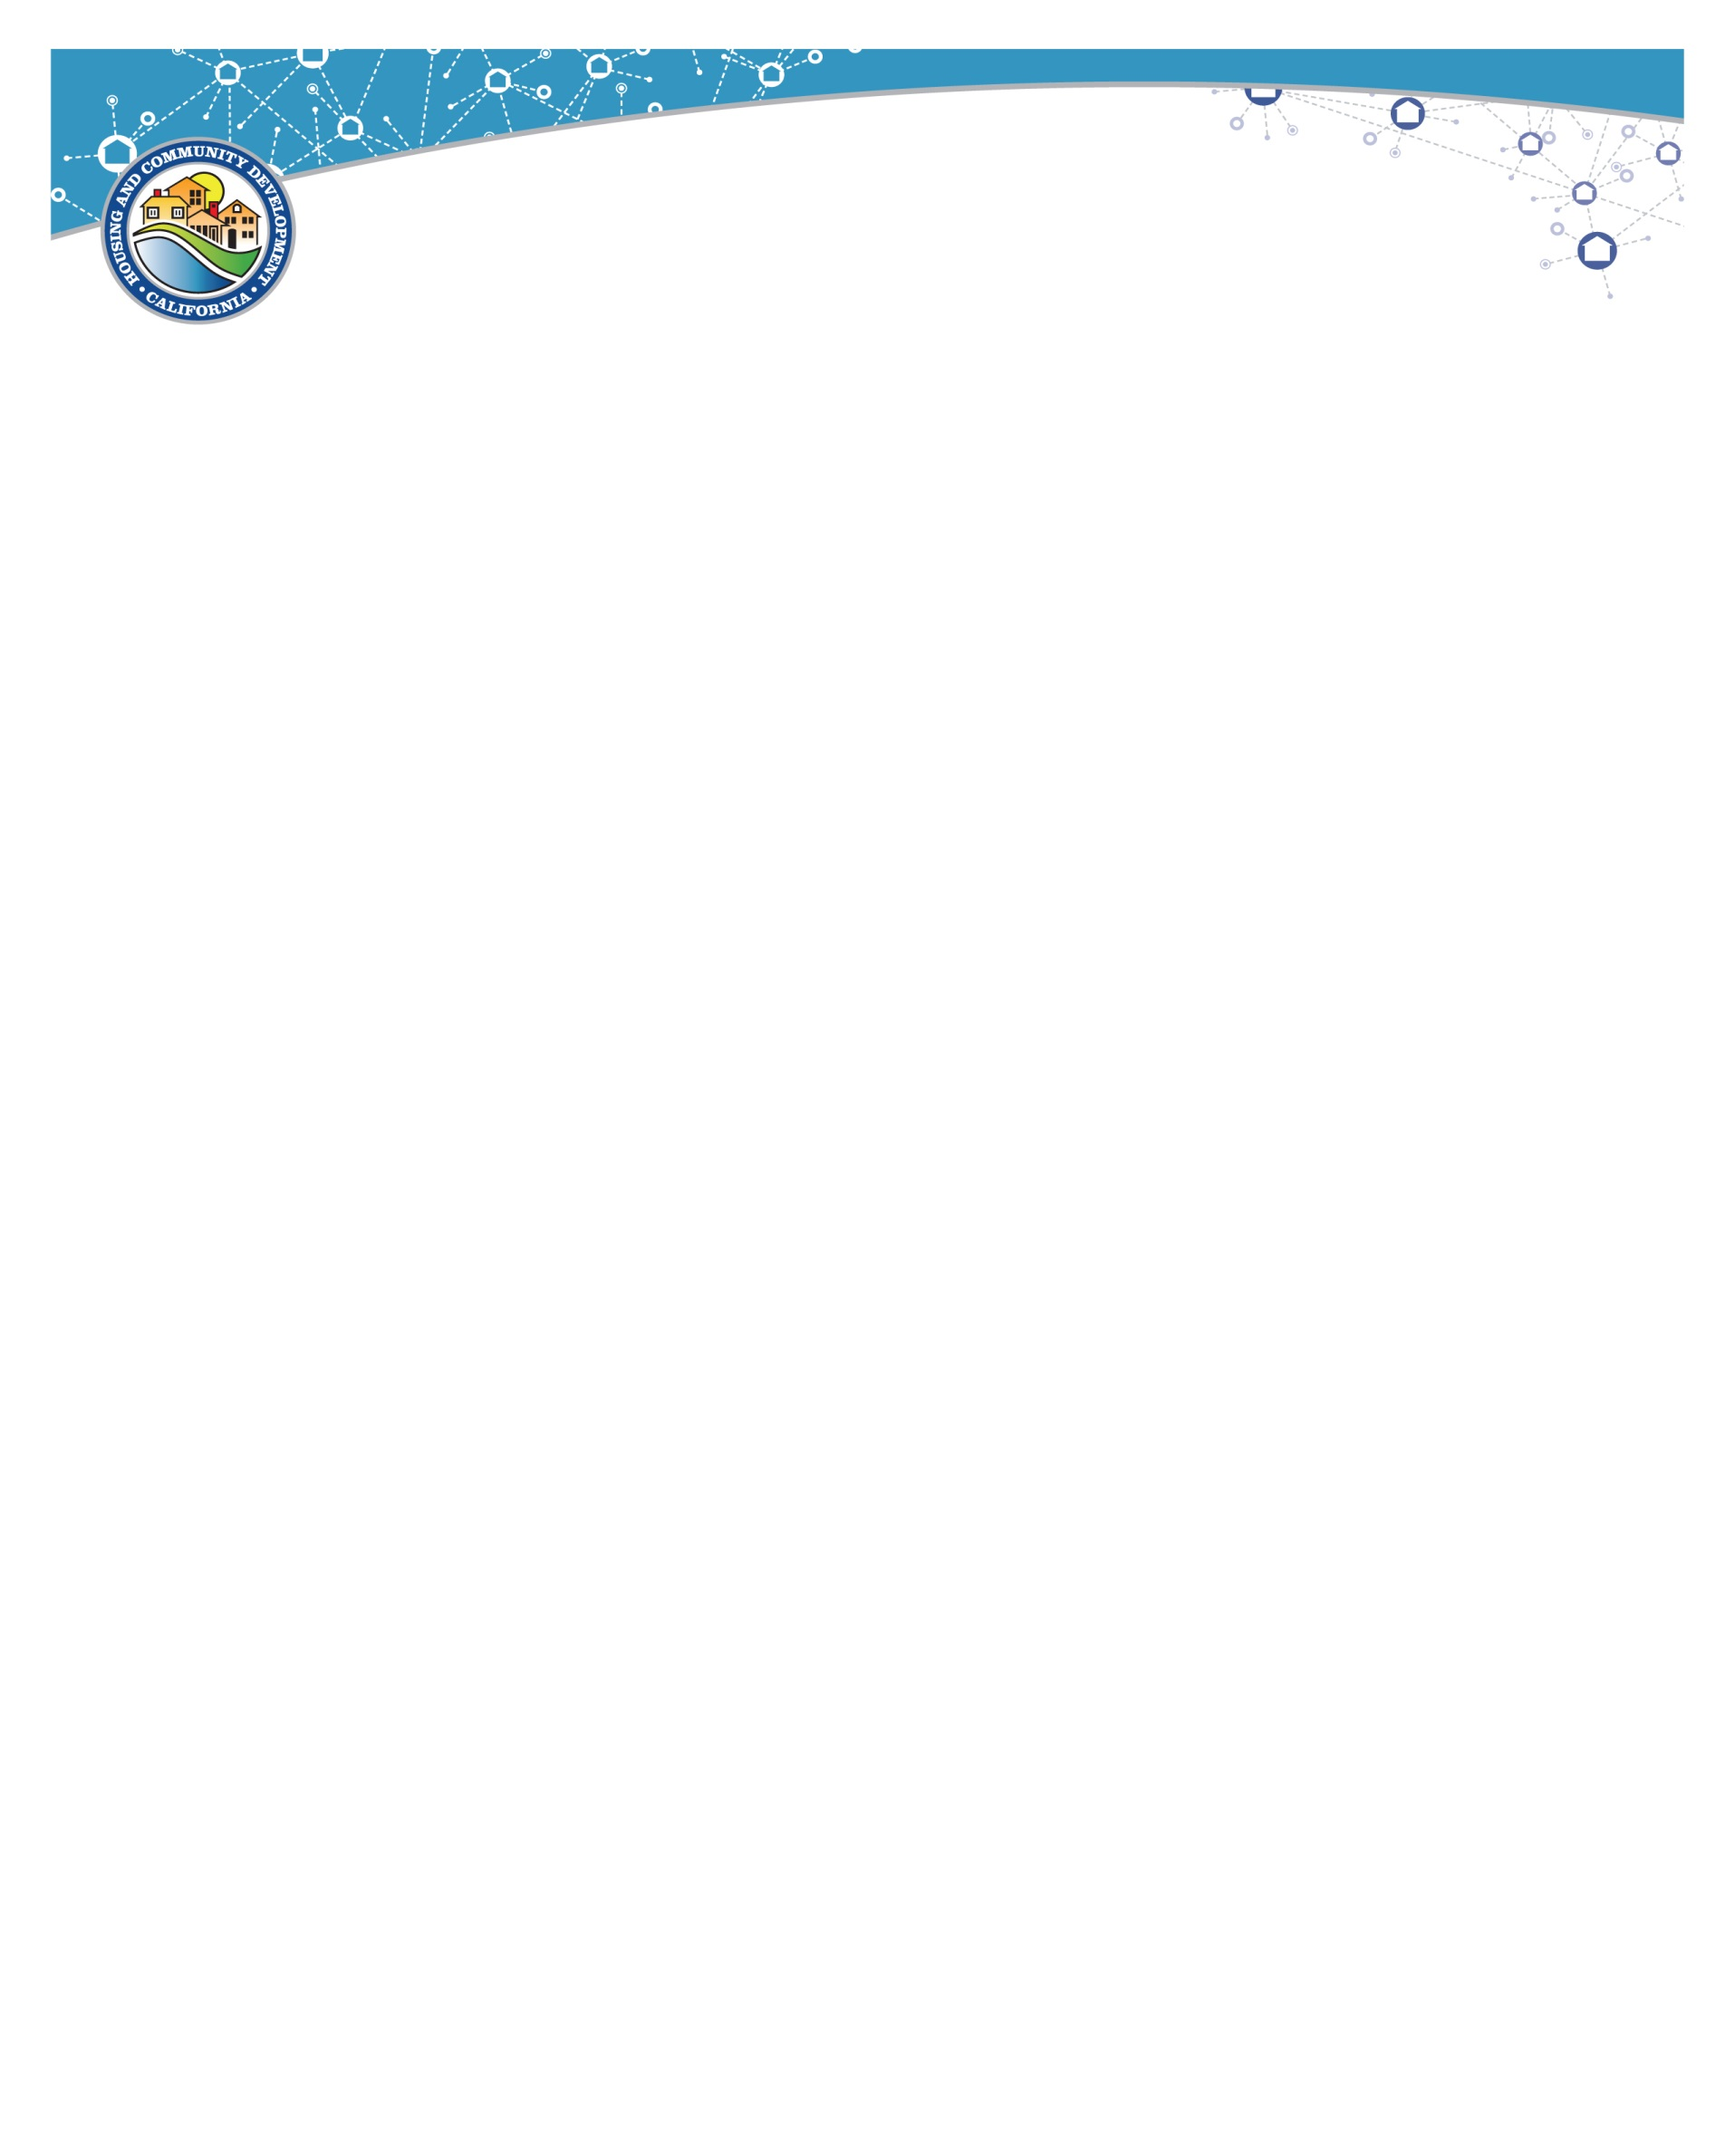 HOUSING AND COMMUNITY DEVELOPMENT
• CALIFORNIA •